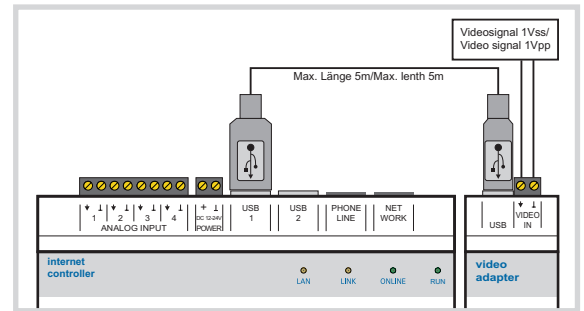 Videosignal 1Vss/
Video signal 1Vpp
Max. Länge 5m/Max. lenth 5m
1 2 3 4
ANALOG INPUT
+
DC 12-24V
POWER
USB
1
USB
2
PHONE
LINE
NET
WORK
USB
VIDEO
IN
internet
controller
LAN LINK ONLINE RUN
video
adapter